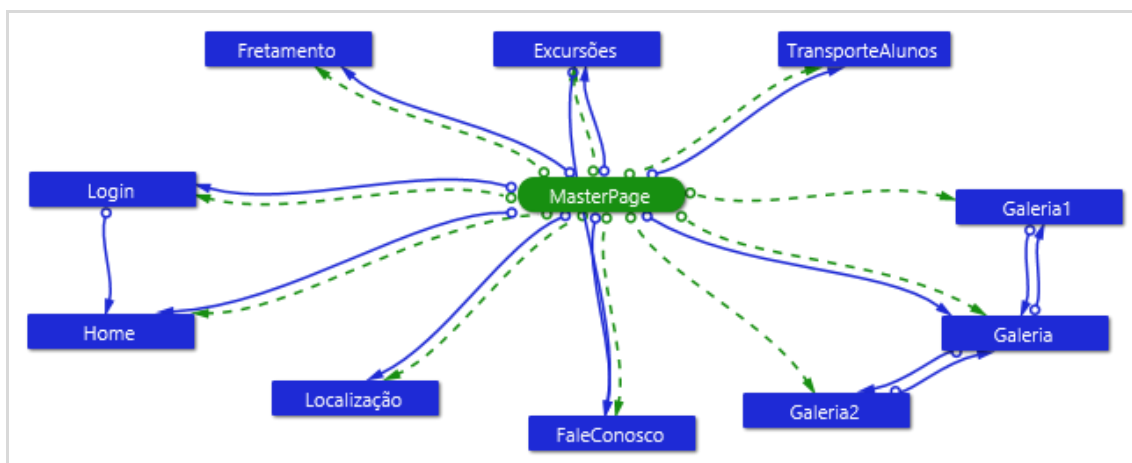 Fretamento
Excursões
TransporteAlunos
Login
MasterPage
Galeria1
Home
Galeria
Localização
Galeria2
FaleConosco